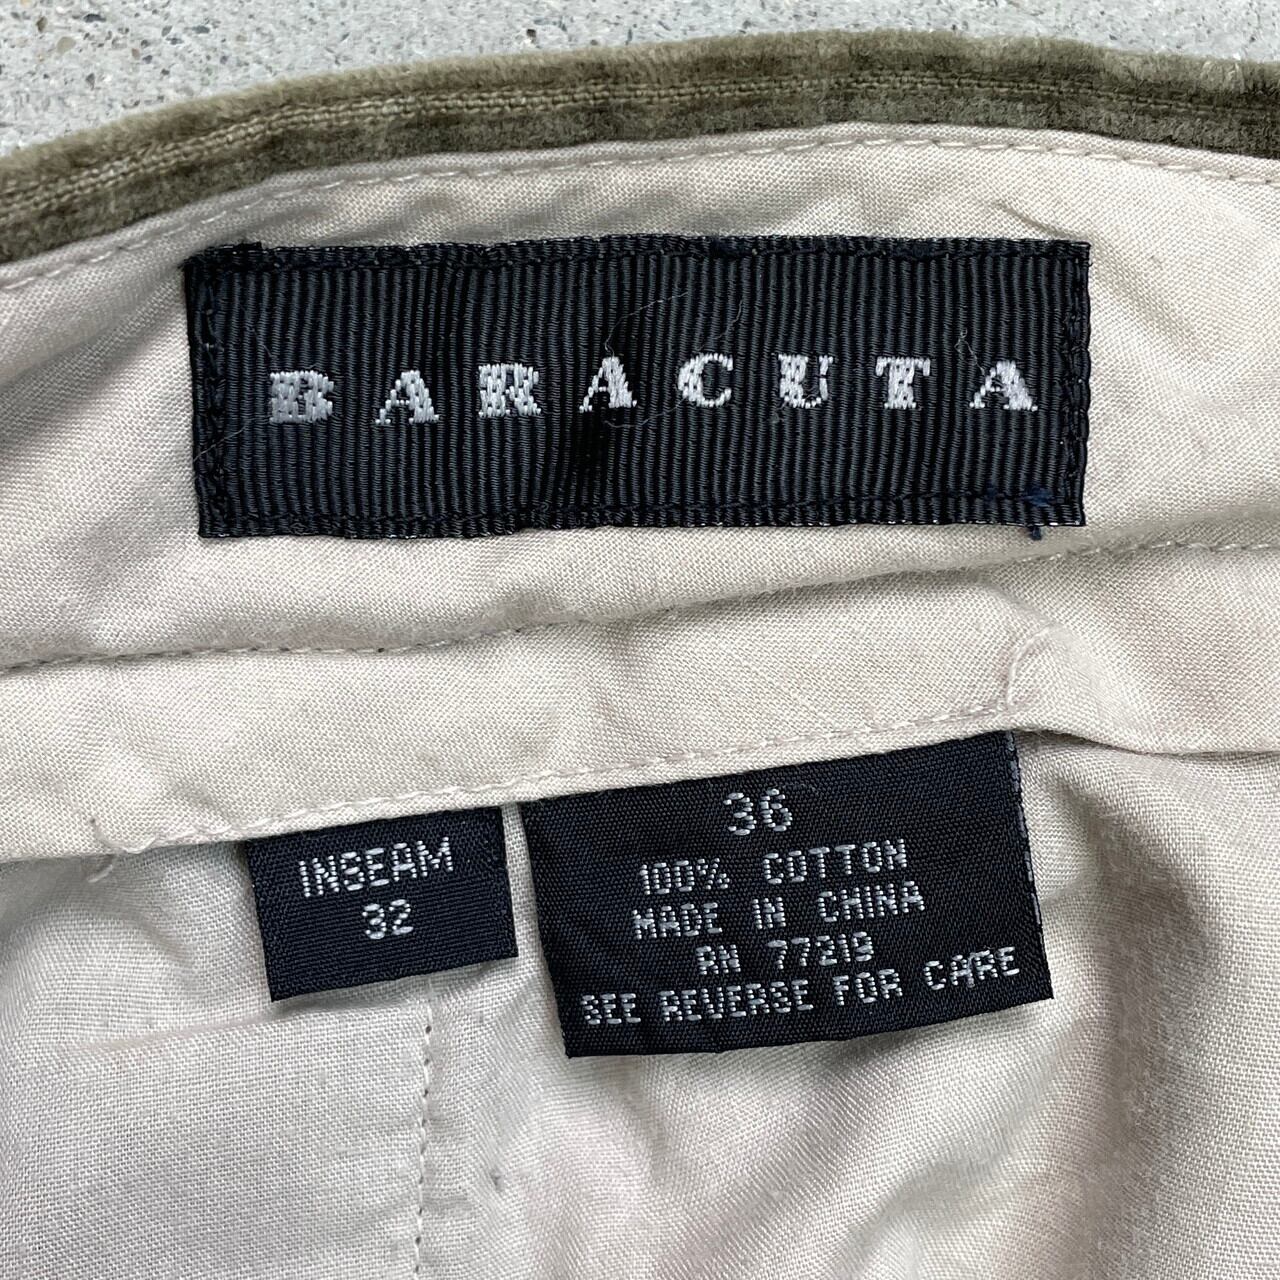 BARACUTA
INSEAM
32
36
100% COTTON
MADE IN CHINA
RN 77219
SEE REVERSE FOR CARE